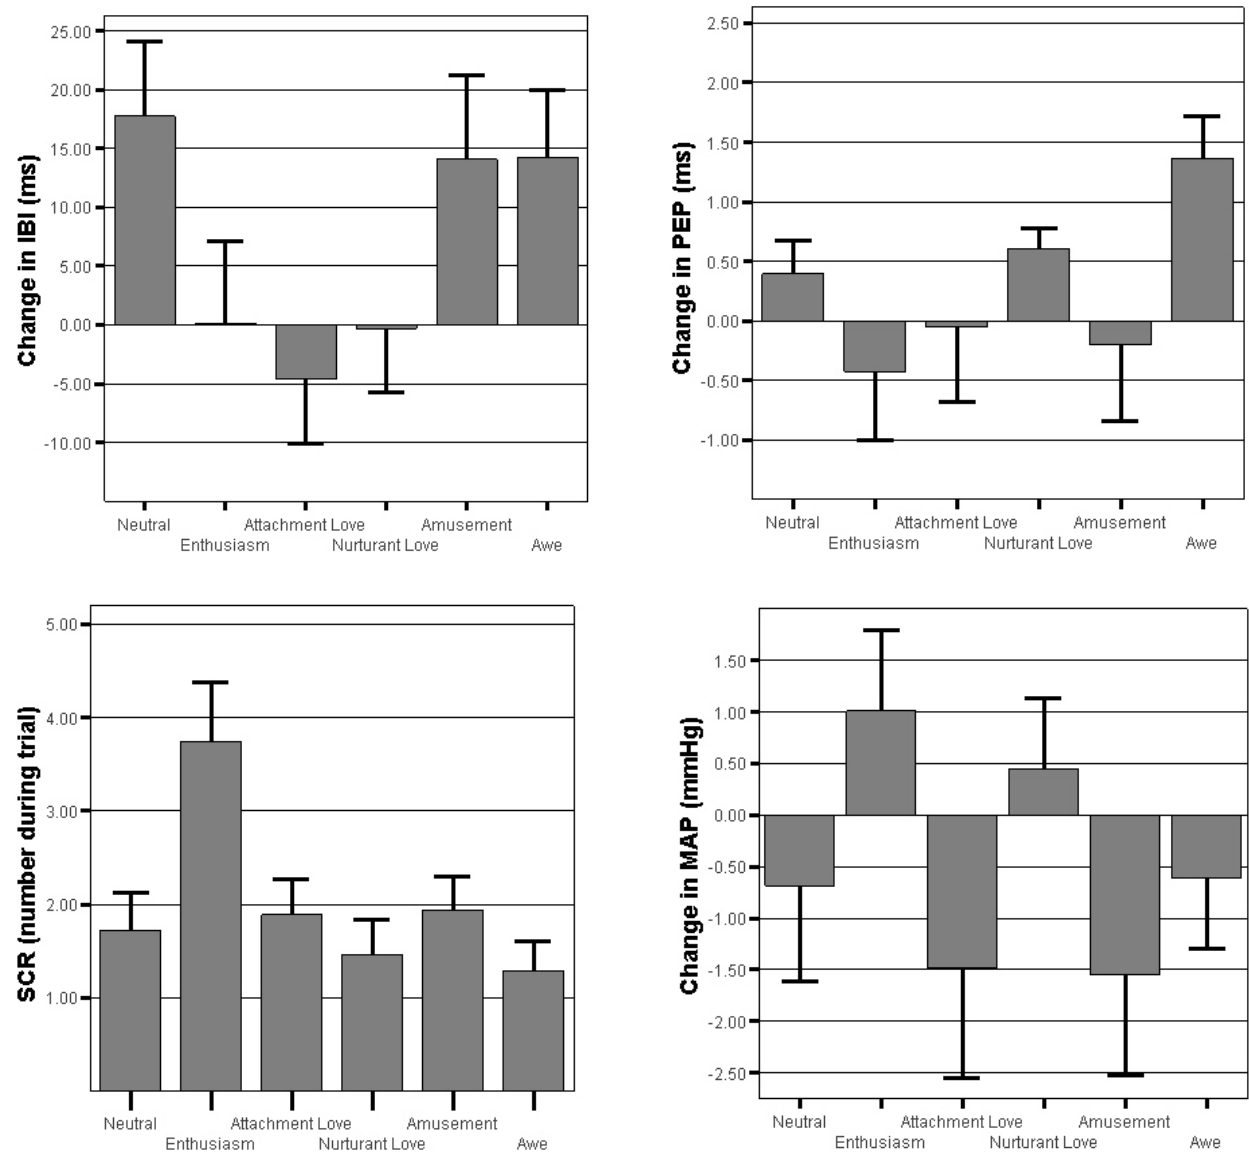 Change in IBI (ms)
25.00
20.00
15.00
10.00
5.00
0.00
-5.00
-10.00
Neutral
Enthusiasm
Attachment Love
Nurturant Love
Amusement
Awe
Change in PEP (ms)
2.50
2.00
1.50
1.00
0.50
0.00
-0.50
-1.00
Neutral
Enthusiasm
Attachment Love
Nurturant Love
Amusement
Awe
SCR (number during trial)
5.00
4.00
3.00
2.00
1.00
Neutral
Enthusiasm
Attachment Love
Nurturant Love
Amusement
Awe
Change in MAP (mmHg)
1.50
1.00
0.50
0.00
-0.50
-1.00
-1.50
-2.00
-2.50
Neutral
Enthusiasm
Attachment Love
Nurturant Love
Amusement
Awe